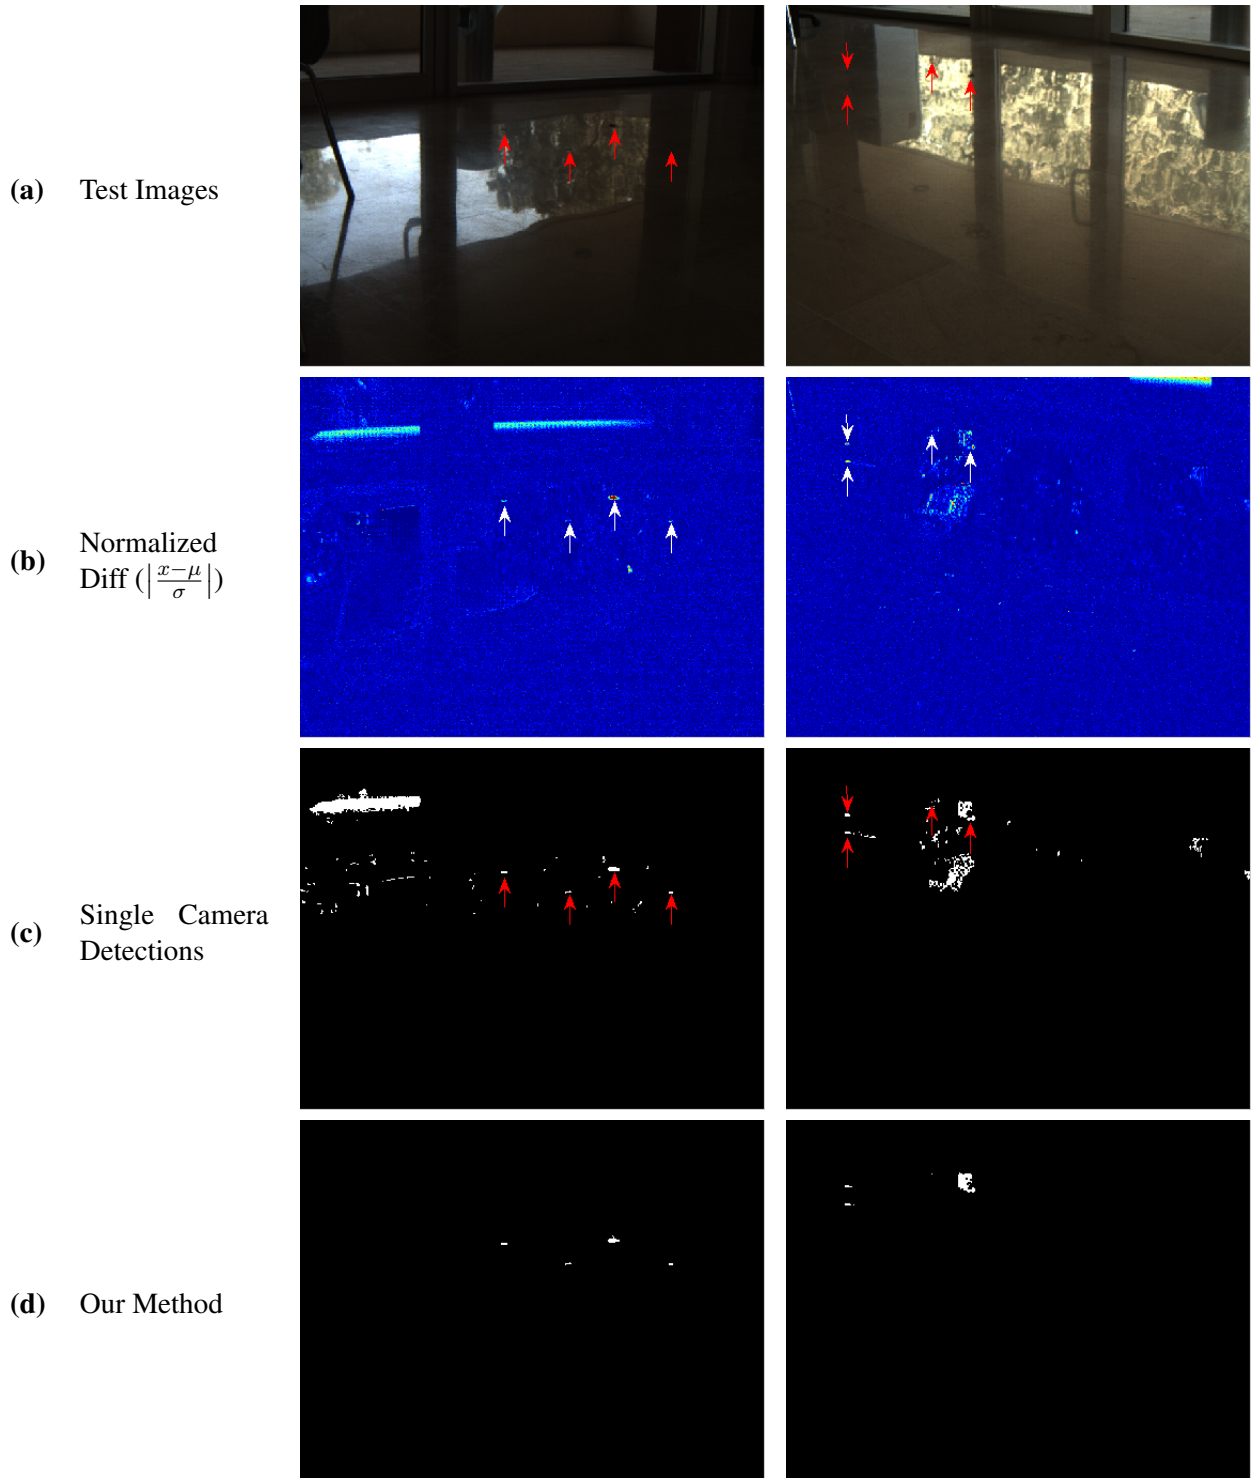 (a) Test Images
(b) Normalized
Diff (|x−μ/σ|)
(c) Single Camera
Detections
(d) Our Method